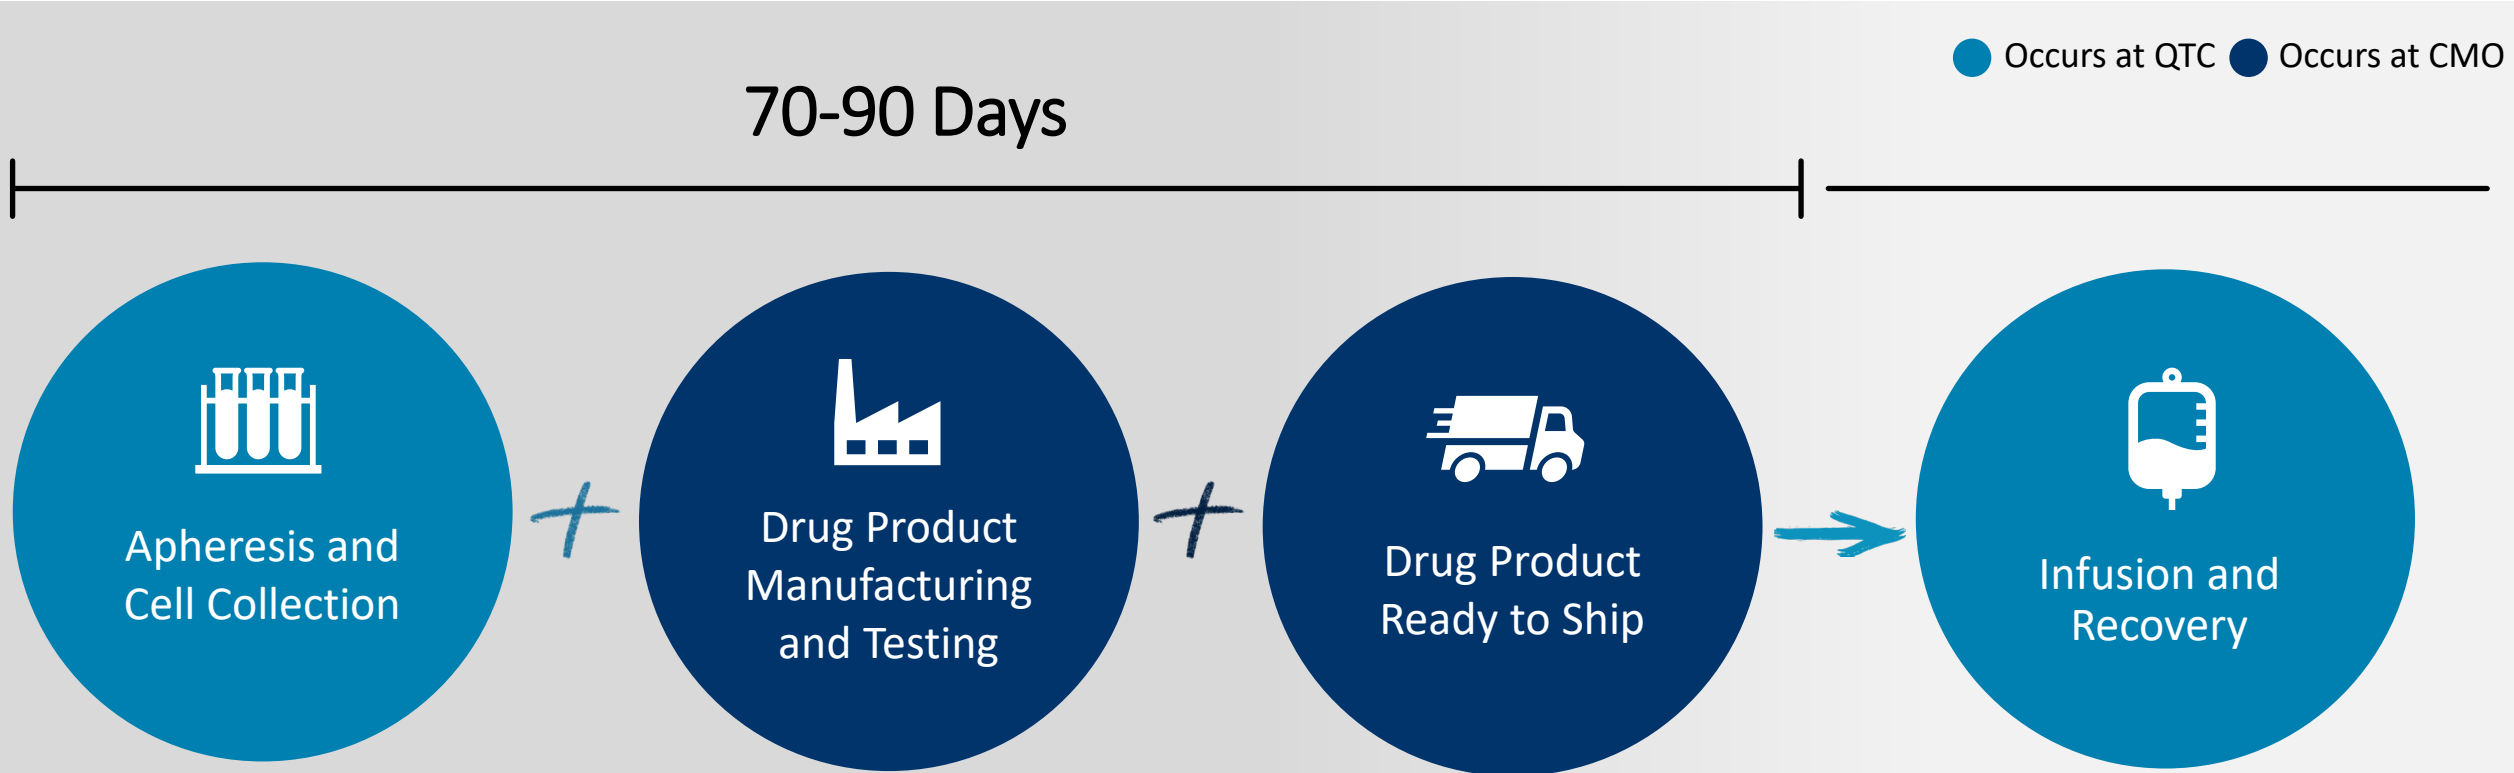 Occurs at QTC
Occurs at CMO
70-90 Days
Apheresis and
Cell Collection
Drug Product
Manufacturing
and Testing
Drug Product
Ready to Ship
Infusion and
Recovery